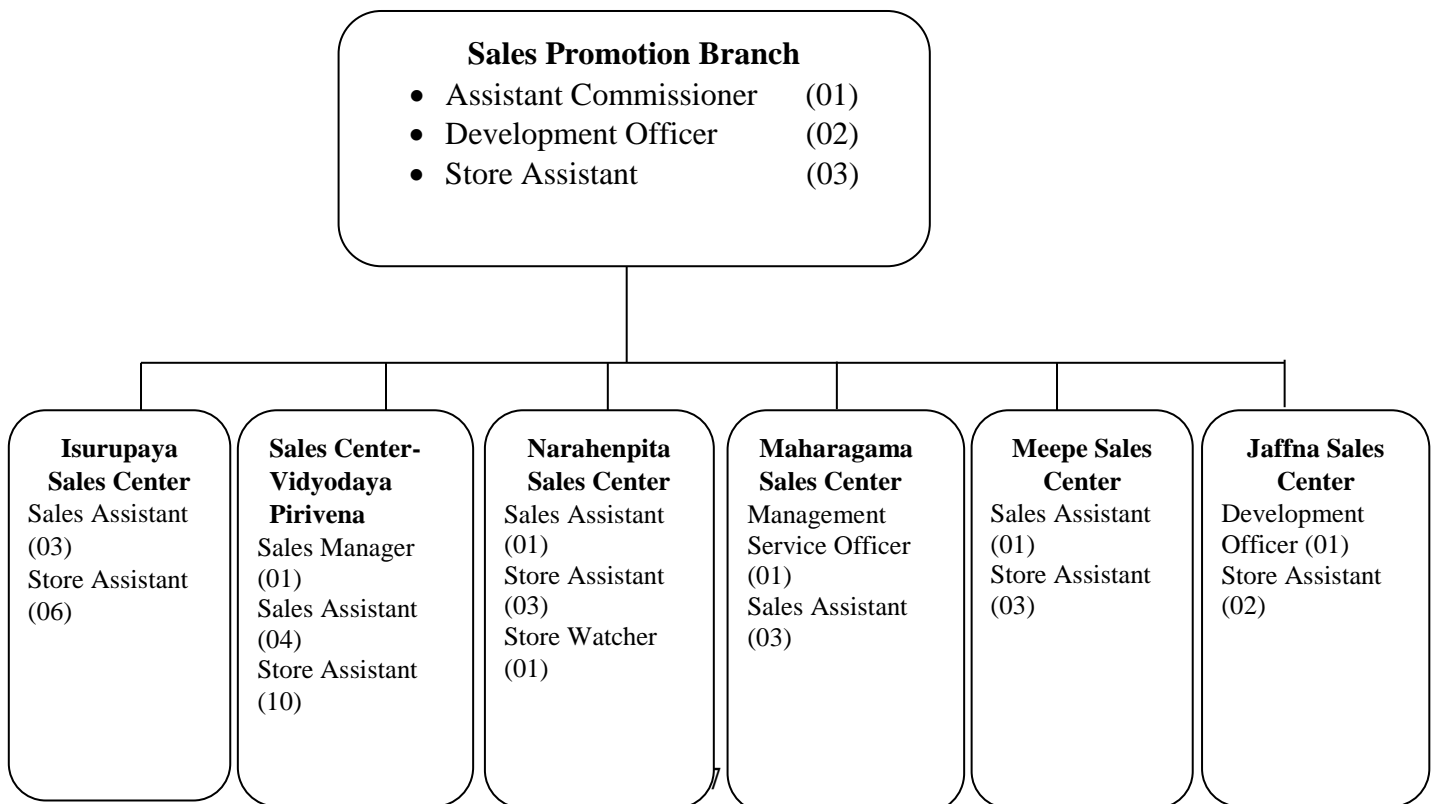 Sales Promotion Branch
• Assistant Commissioner (01)
• Development Officer (02)
• Store Assistant (03)
Isurupaya
Sales Center
Sales Assistant
(03)
Store Assistant
(06)
Sales Center-
Vidyodaya
Pirivena
Sales Manager
(01)
Sales Assistant
(04)
Store Assistant
(10)
Narahenpita
Sales Center
Sales Assistant
(01)
Store Assistant
(03)
Store Watcher
(01)
Maharagama
Sales Center
Management
Service Officer
(01)
Sales Assistant
(03)
Meepe Sales
Center
Sales Assistant
(01)
Store Assistant
(03)
Jaffna Sales
Center
Development
Officer (01)
Store Assistant
(02)
7